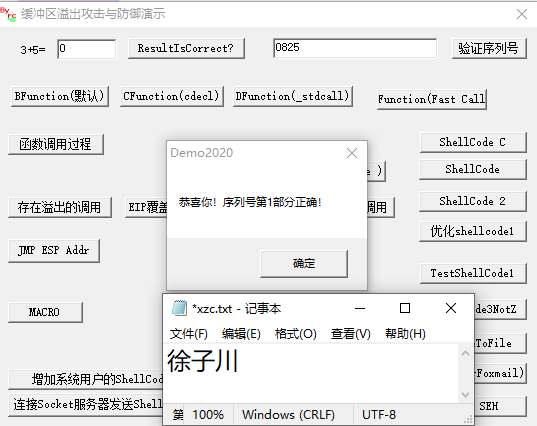 缓冲区溢出攻击与防御演示
3+5=
0
ResultIsCorrect?
0825
验证序列号
BFunction(默认)
CFunction(cdecl)
DFunction(_stdcall)
Function(Fast Call
函数调用过程
ShellCode C
Demo2020
ShellCode
恭喜你！序列号第1部分正确！
存在溢出的调用
EIP覆盖
调用
ShellCode 2
优化shellcode1
JMP ESP Addr
确定
TestShellCode1
MACRO
*xzc.txt - 记事本
de3NotZ
文件(F) 编辑(E) 格式(O) 查看(V) 帮助(H)
徐子川
ToFile
增加系统用户的ShellCod
rFoxmail)
连接Socket服务器发送Shell
SEH
第
100%
Windows (CRLF)
UTF-8